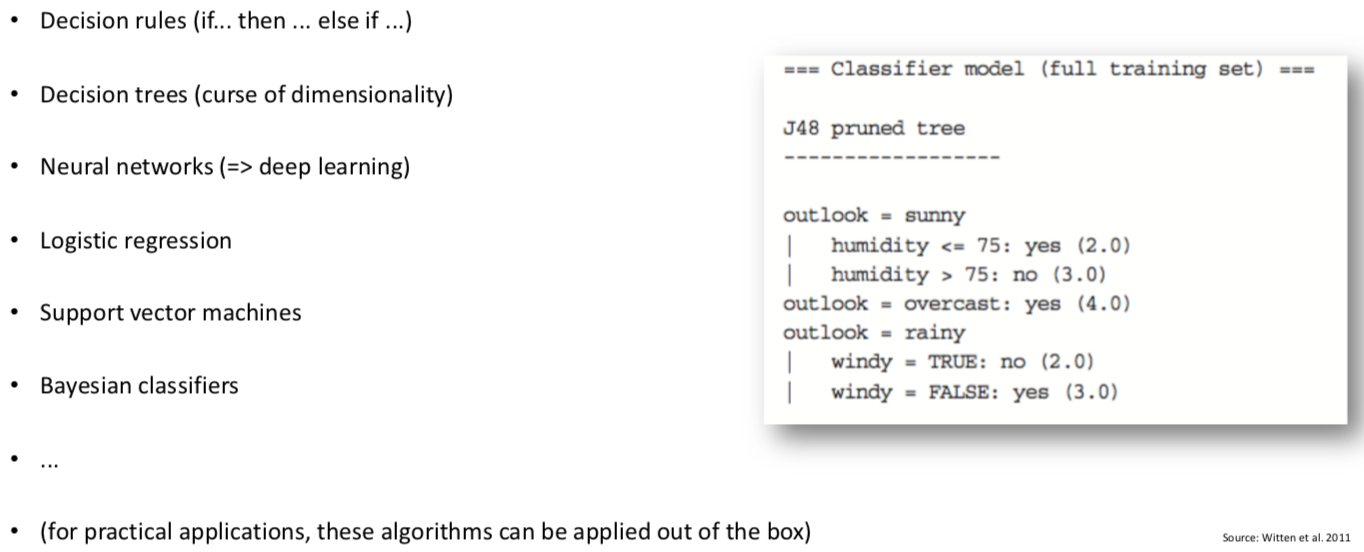 • Decision rules (if... then ... else if ...)
• Decision trees (curse of dimensionality)
• Neural networks (=> deep learning)
• Logistic regression
• Support vector machines
• Bayesian classifiers
• ...
• (for practical applications, these algorithms can be applied out of the box)
=== Classifier model (full training set) ===
J48 pruned tree
------------------
outlook = sunny
|   humidity <= 75: yes (2.0)
|   humidity > 75: no (3.0)
outlook = overcast: yes (4.0)
outlook = rainy
|   windy = TRUE: no (2.0)
|   windy = FALSE: yes (3.0)
Source: Witten et al. 2011